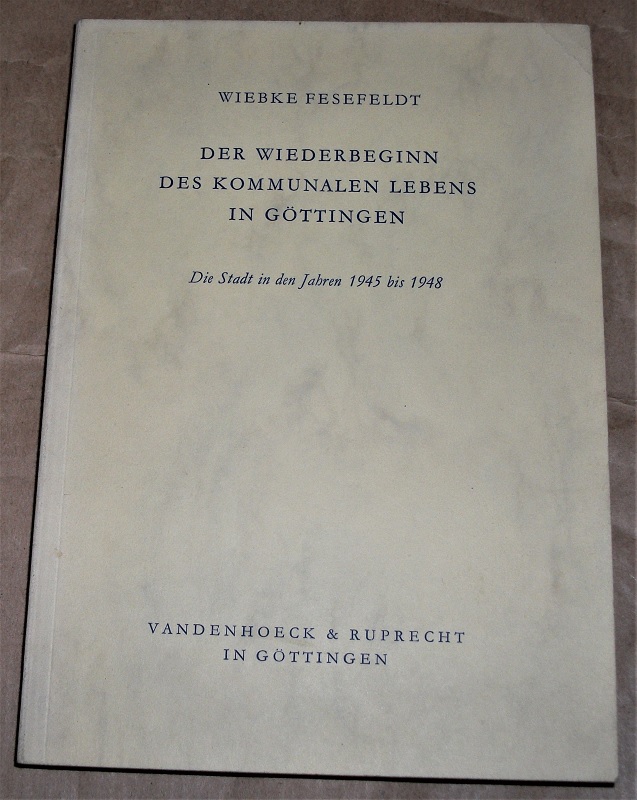 WIEBKE FESEFELDT
DER WIEDERBEGINN
DES KOMMUNALEN LEBENS
IN GÖTTINGEN
Die Stadt in den Jahren 1945 bis 1948
VANDENHOECK & RUPRECHT
IN GÖTTINGEN